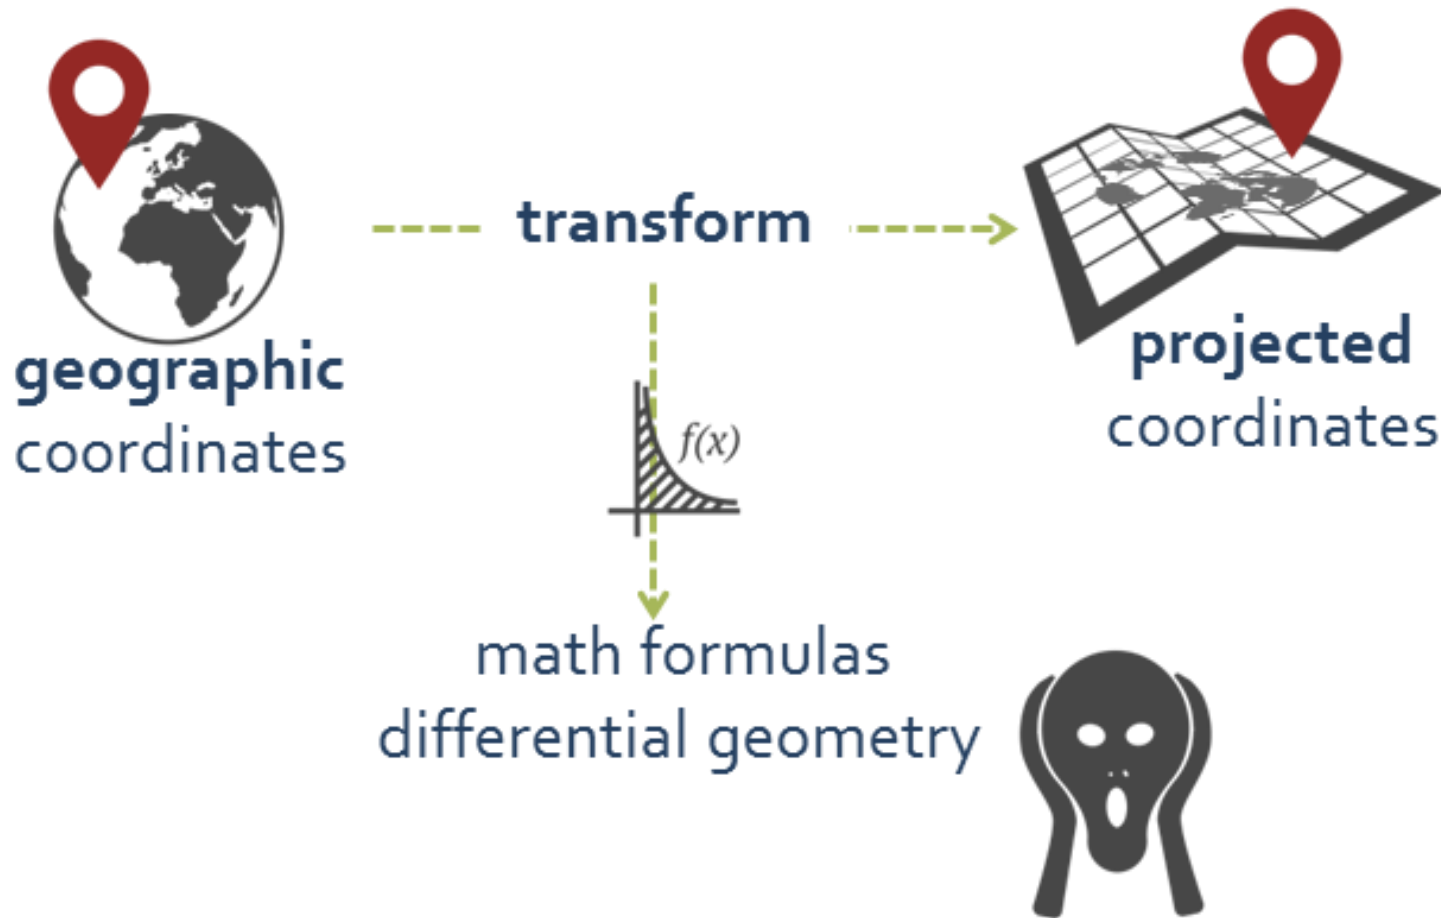 transform
geographic
coordinates
projected
coordinates
f(x)
math formulas
differential geometry